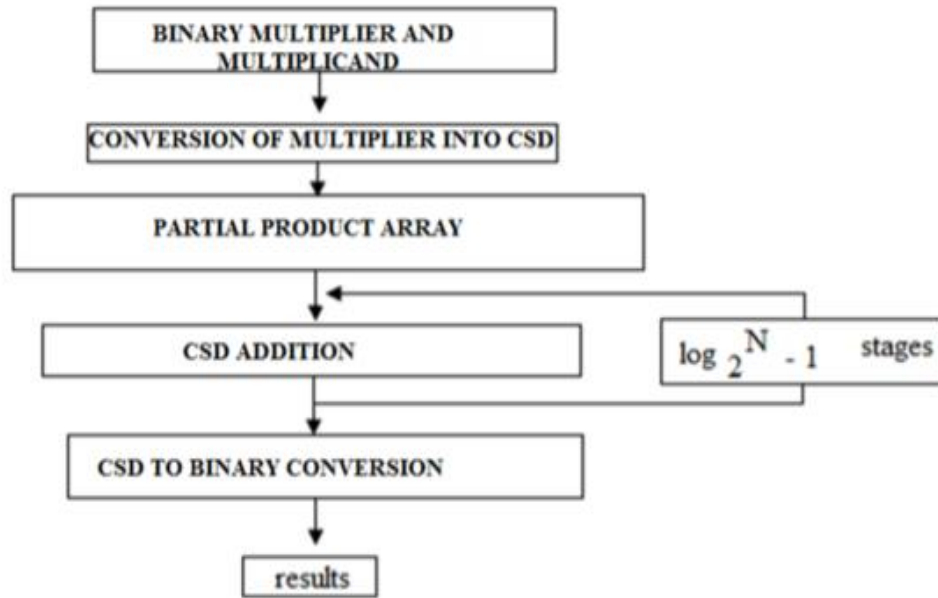 BINARY MULTIPLIER AND
MULTIPLICAND
CONVERSION OF MULTIPLIER INTO CSD
PARTIAL PRODUCT ARRAY
CSD ADDITION
log 2 N - 1 stages
CSD TO BINARY CONVERSION
results